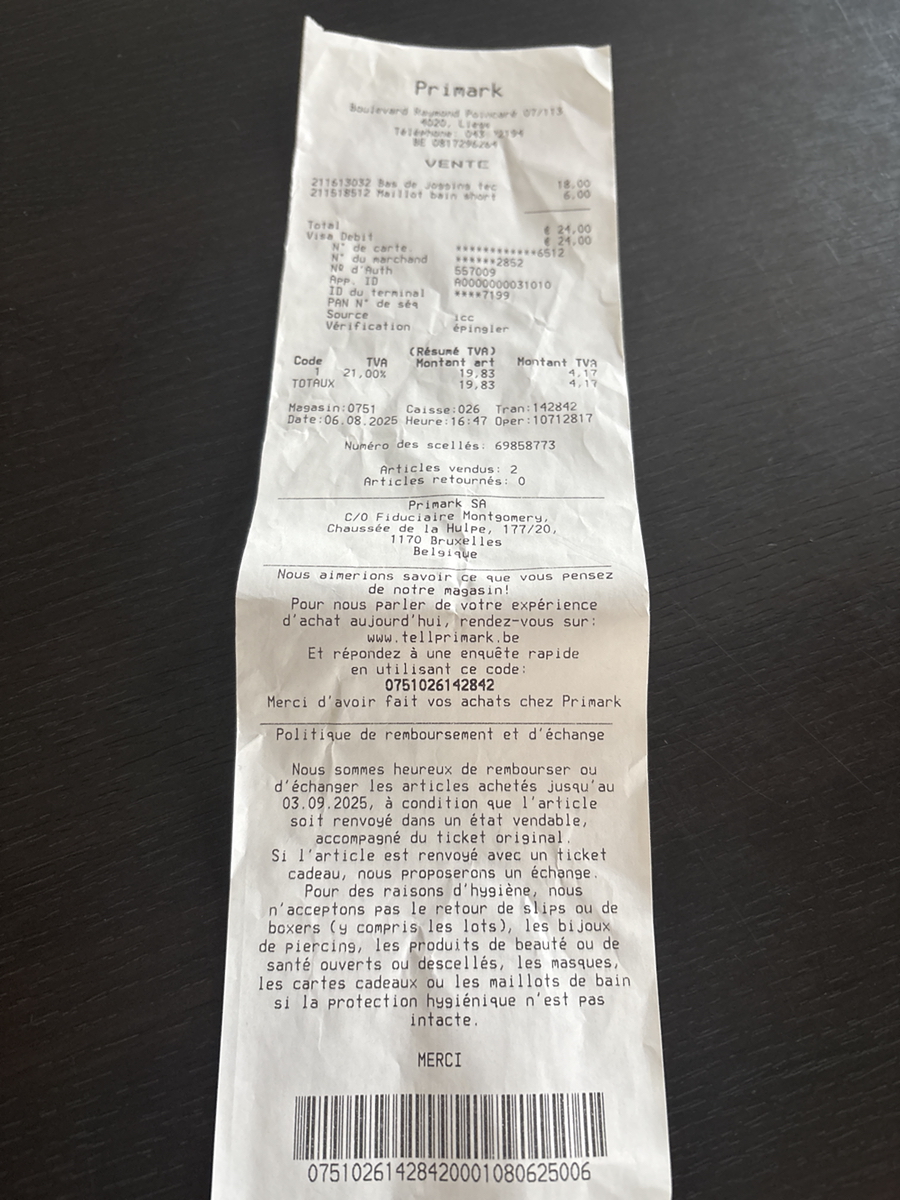 Primark
Boulevard Raymond Poincaré 07/113
4020, Liege
Téléphone: 043
BE 0817296264
VENTE
211613032 Bas de jossins tec 18.00
211518512 Maillot bain short 6.00
Total € 24,00
Visa Debit € 24,00
N° de carte. ************6512
N° du marchand ******2852
Nº d'Auth 557009
App. ID A0000000031010
ID du terminal ****7199
PAN N° de séq
Source icc
Vérification épingler
(Résumé TVA)
Code TVA Montant art Montant TVA
1 21,00% 19,83 4,17
TOTAUX 19,83 4,17
Magasin:0751 Caisse:026 Tran:142842
Date:06.08.2025 Heure:16:47 Oper:10712817
Numéro des scellés: 69858773
Articles vendus: 2
Articles retournés: 0
Primark SA
C/O Fiduciaire Montgomery,
Chaussée de la Hulpe, 177/20,
1170 Bruxelles
Belgique
Nous aimerions savoir ce que vous pensez
de notre magasin!
Pour nous parler de votre expérience
d'achat aujourd'hui, rendez-vous sur:
www.tellprimark.be
Et répondez à une enquête rapide
en utilisant ce code:
0751026142842
Merci d'avoir fait vos achats chez Primark
Politique de remboursement et d'échange
Nous sommes heureux de rembourser ou
d'échanger les articles achetés jusqu'au
03.09.2025, à condition que l'article
soit renvoyé dans un état vendable,
accompagné du ticket original.
Si l'article est renvoyé avec un ticket
cadeau, nous proposerons un échange.
Pour des raisons d'hygiène, nous
n'acceptons pas le retour de slips ou de
boxers (y compris les lots), les bijoux
de piercing, les produits de beauté ou de
santé ouverts ou descellés, les masques,
les cartes cadeaux ou les maillots de bain
si la protection hygiénique n'est pas
intacte.
MERCI
07510261428420001080625006